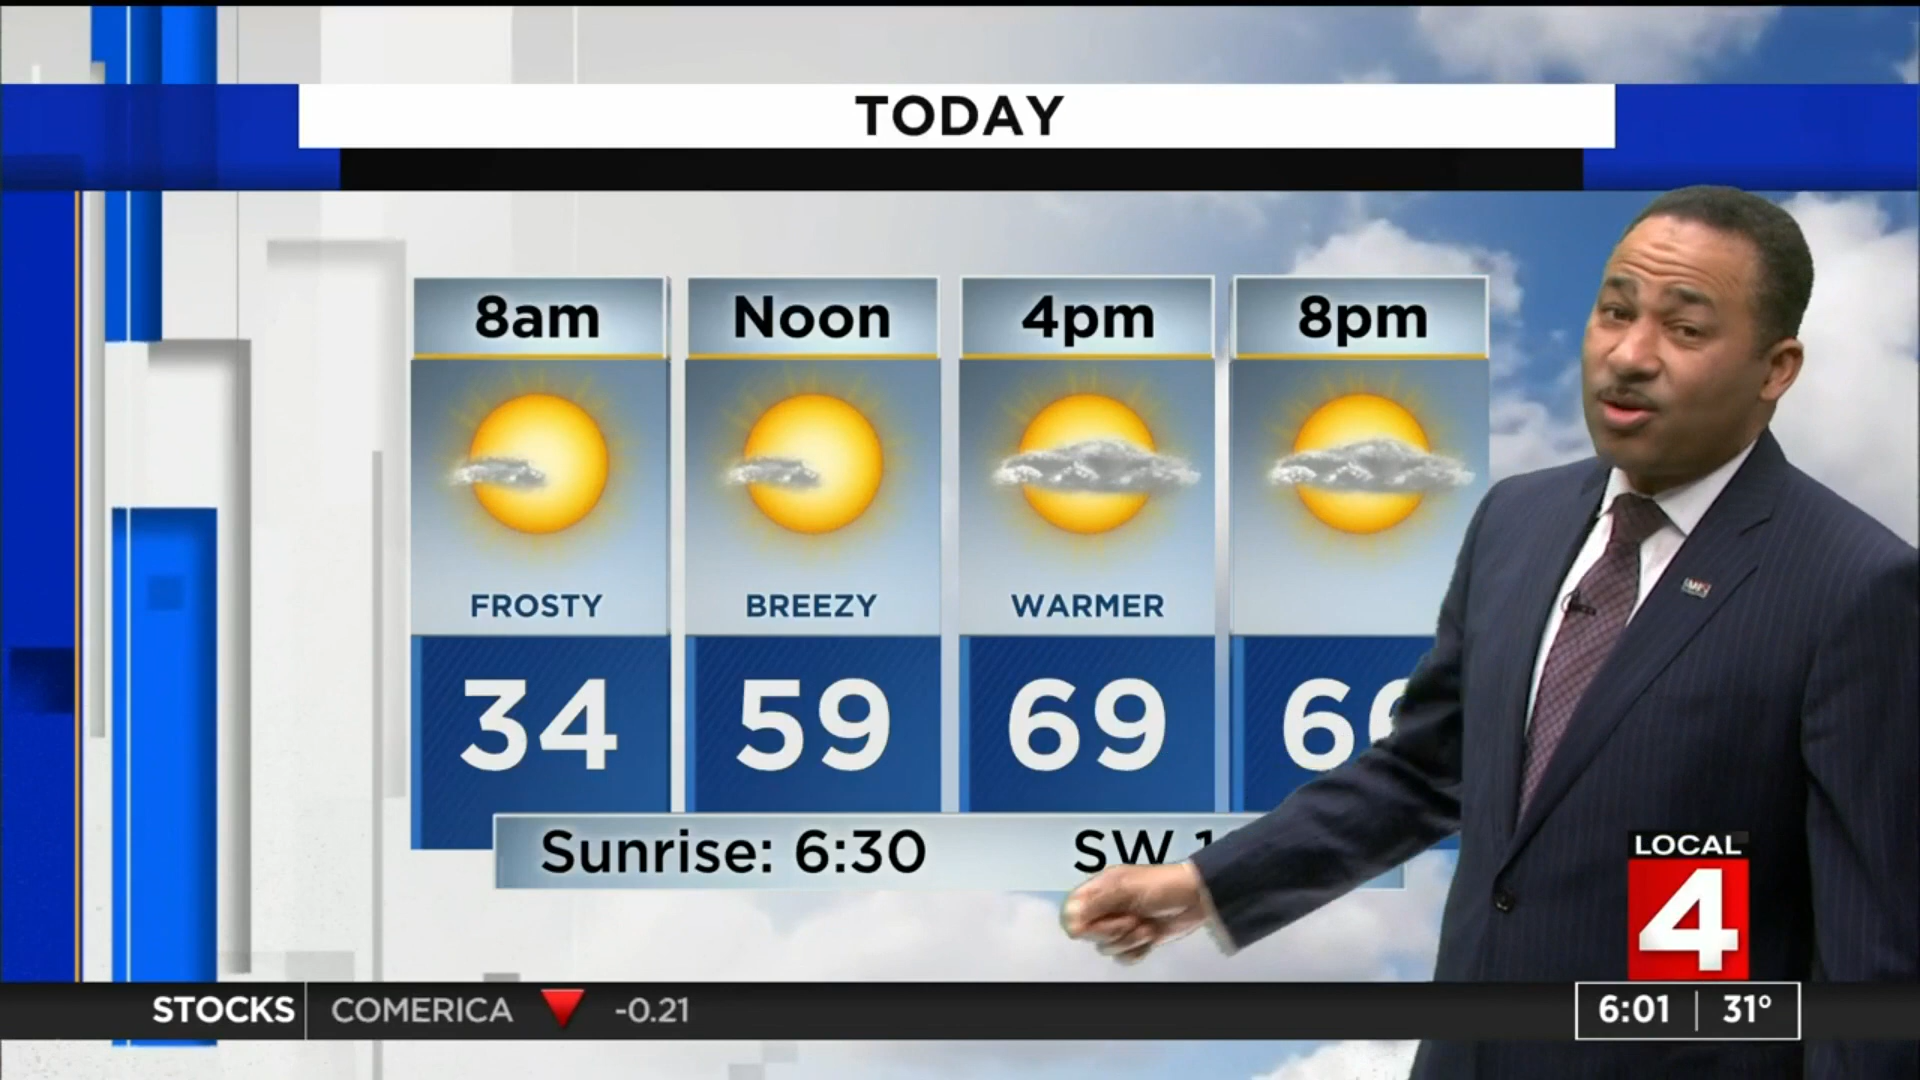 TODAY
8am Noon 4pm 8pm
FROSTY BREEZY WARMER
34 59 69
Sunrise: 6:30 SW
LOCAL
4
STOCKS COMERICA -0.21
6:01 31°